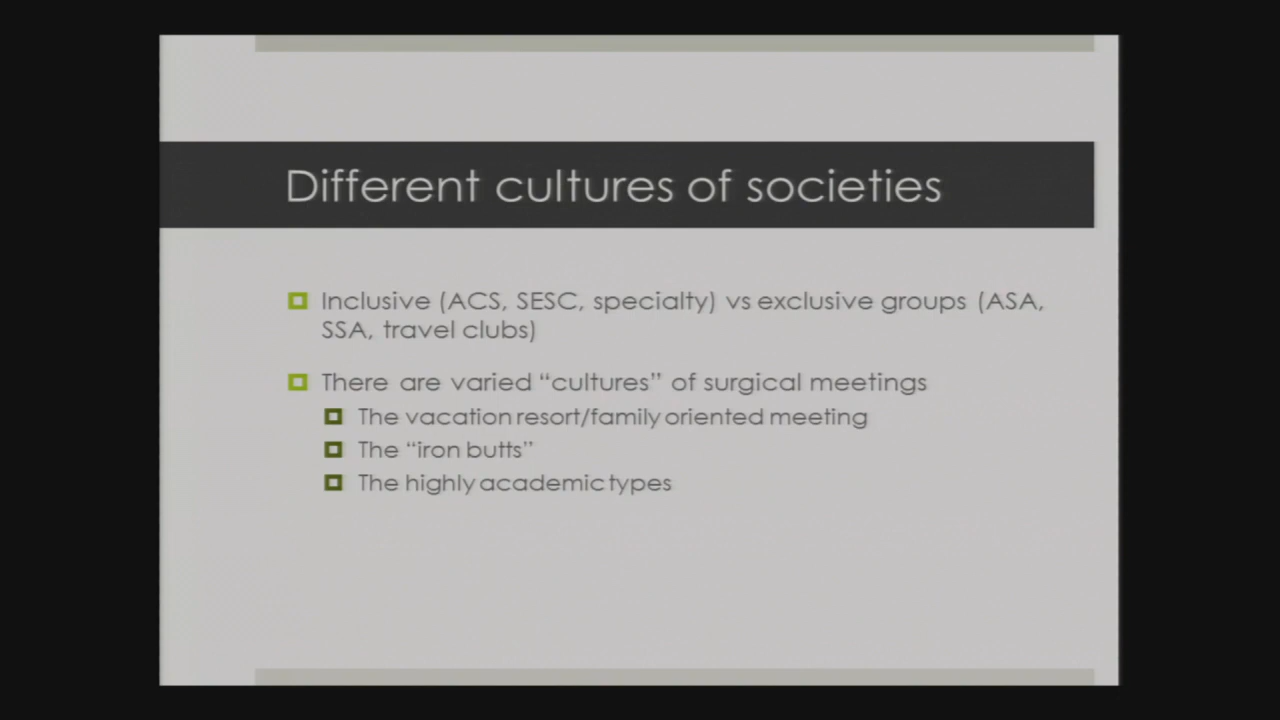 Different cultures of societies
Inclusive (ACS, SESC, specialty) vs exclusive groups (ASA,
SSA, travel clubs)
There are varied “cultures” of surgical meetings
The vacation resort/family oriented meeting
The “iron butts”
The highly academic types